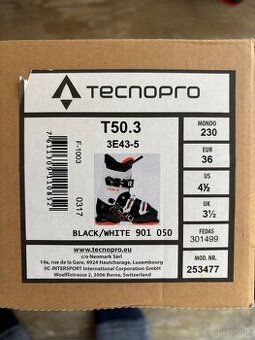 TECNOPRO
T50.3
3E43-5
F-1003
0317
BLACK/WHITE 901 050
www.tecnopro.eu
c/o Neomark Sàrl
14a, rue de la Gare, 4924 Hautcharage, Luxembourg
IIC-INTERSPORT International Corporation GmbH
Woelflistrasse 2, 3006 Berne, Switzerland
MONDO
230
EUR
36
US
4½
UK
3½
FEDAS
301499
MOD. NR.
253477